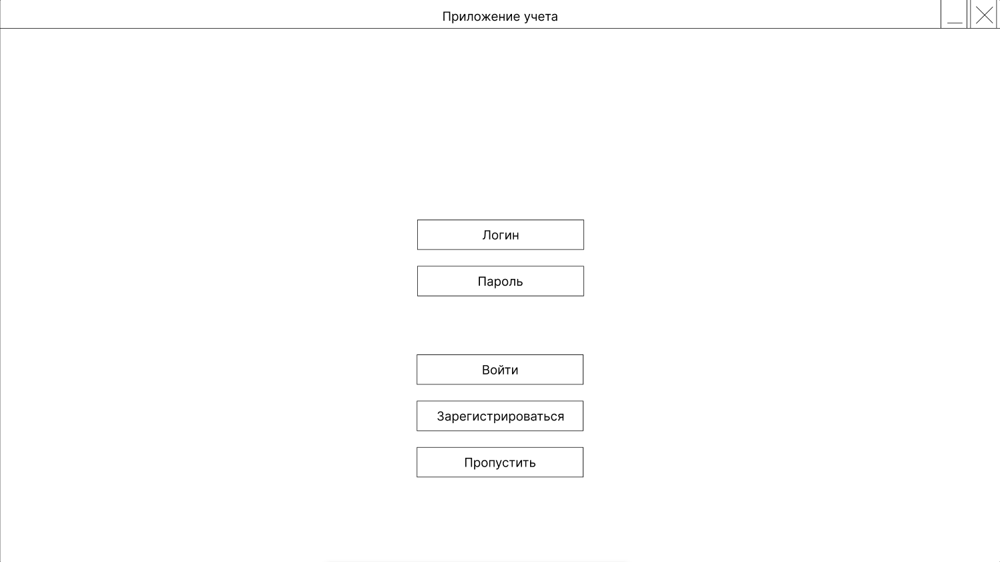 Приложение учета
Логин
Пароль
Войти
Зарегистрироваться
Пропустить